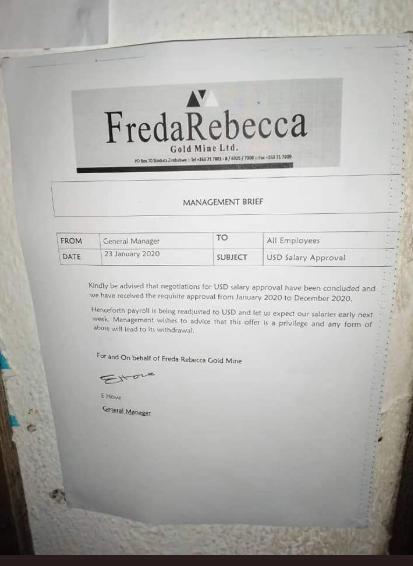 FredaRebecca
Gold Mine Ltd.
MANAGEMENT BRIEF
FROM General Manager TO All Employees
DATE 23 January 2020 SUBJECT USD Salary Approval
Kindly be advised that negotiations for USD salary approval have been concluded and
we have received the requisite approval from January 2020 to December 2020.
Henceforth payroll is being readjusted to USD and let us expect our salaries early next
week. Management wishes to advise that this offer is a privilege and any form of
abuse will lead to its withdrawal.
For and On behalf of Freda Rebecca Gold Mine
E Howe
General Manager